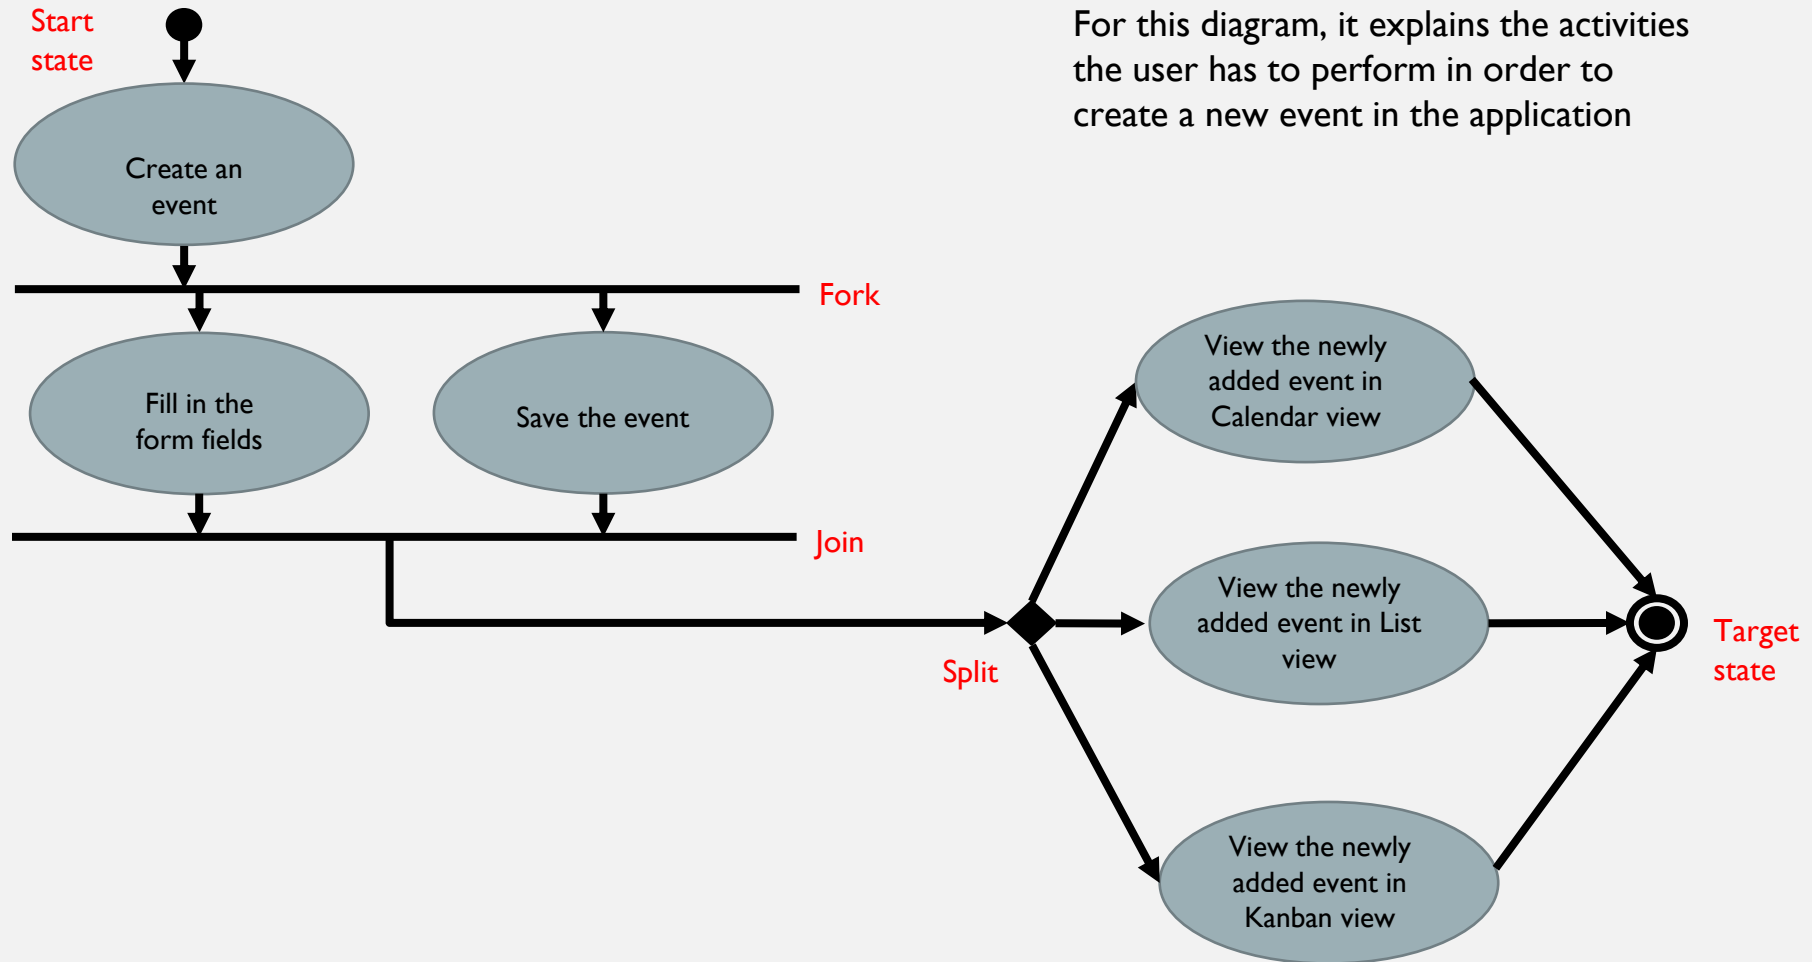 Start
state
For this diagram, it explains the activities
the user has to perform in order to
create a new event in the application
Create an
event
Fork
Fill in the
form fields
Save the event
Join
Split
View the newly
added event in
Calendar view
View the newly
added event in List
view
View the newly
added event in
Kanban view
Target
state